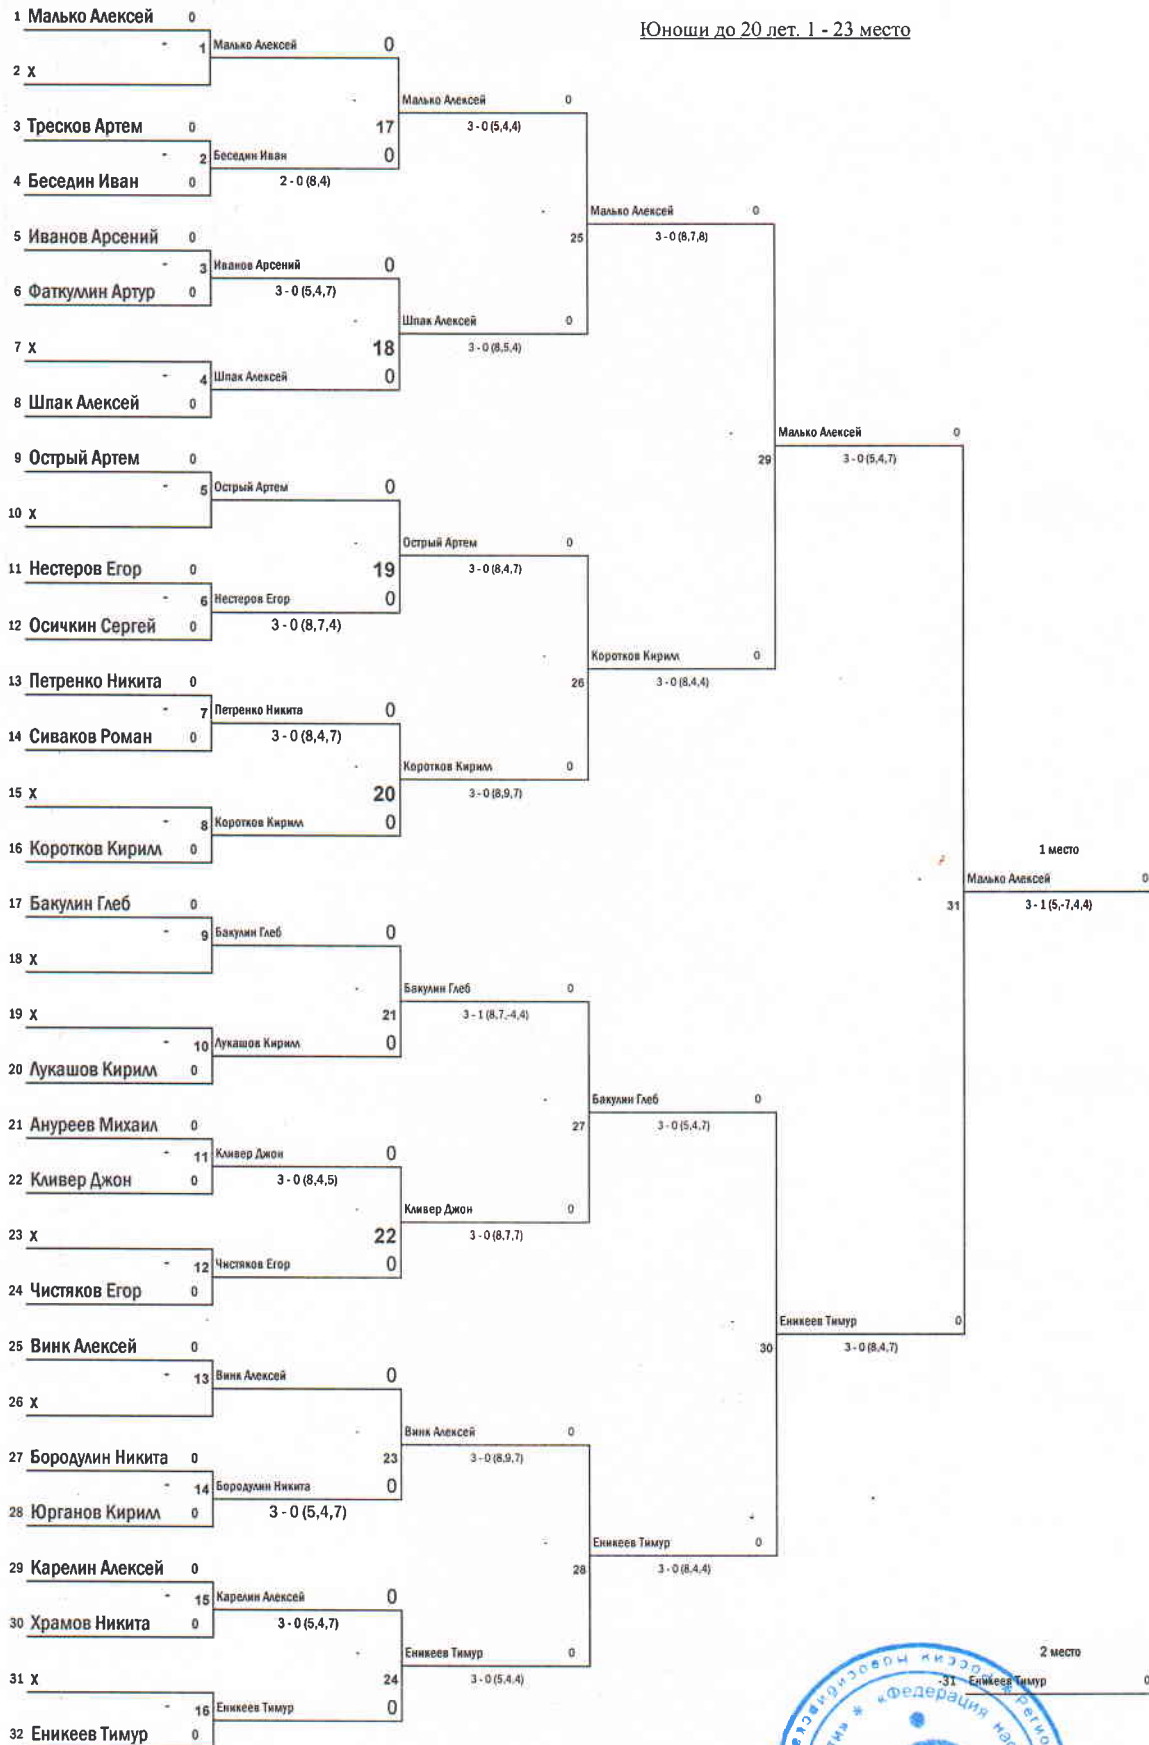 Юноши до 20 лет. 1 - 23 место
1 Малько Алексей 0
- 1 Малько Алексей 0
2 X
Малько Алексей 0
3 Тресков Артем 0
17 3 - 0 (5,4,4)
- 2 Беседин Иван 0
4 Беседин Иван 0
2 - 0 (8,4)
Малько Алексей 0
5 Иванов Арсений 0
25 3 - 0 (8,7,8)
- 3 Иванов Арсений 0
6 Фаткуллин Артур 0
3 - 0 (5,4,7)
Шпак Алексей 0
7 X
18 3 - 0 (8,5,4)
- 4 Шпак Алексей 0
8 Шпак Алексей 0
Малько Алексей 0
9 Острый Артем 0
29 3 - 0 (5,4,7)
- 5 Острый Артем 0
10 X
Острый Артем 0
11 Нестеров Егор 0
19 3 - 0 (8,4,7)
- 6 Нестеров Егор 0
12 Осичкин Сергей 0
3 - 0 (8,7,4)
Коротков Кирилл 0
13 Петренко Никита 0
26 3 - 0 (8,4,4)
- 7 Петренко Никита 0
14 Сиваков Роман 0
3 - 0 (8,4,7)
Коротков Кирилл 0
15 X
20 3 - 0 (8,9,7)
- 8 Коротков Кирилл 0
16 Коротков Кирилл 0
1 место
Малько Алексей 0
17 Бакулин Глеб 0
31 3 - 1 (5,-7,4,4)
- 9 Бакулин Глеб 0
18 X
Бакулин Глеб 0
19 X
21 3 - 1 (8,7,-4,4)
- 10 Лукашов Кирилл 0
20 Лукашов Кирилл 0
Бакулин Глеб 0
21 Ануреев Михаил 0
27 3 - 0 (5,4,7)
- 11 Кливер Джон 0
22 Кливер Джон 0
3 - 0 (8,4,5)
Кливер Джон 0
23 X
22 3 - 0 (8,7,7)
- 12 Чистяков Егор 0
24 Чистяков Егор 0
Еникеев Тимур 0
25 Винк Алексей 0
30 3 - 0 (8,4,7)
- 13 Винк Алексей 0
26 X
Винк Алексей 0
27 Бородулин Никита 0
23 3 - 0 (8,9,7)
- 14 Бородулин Никита 0
28 Юрганов Кирилл 0
3 - 0 (5,4,7)
Еникеев Тимур 0
29 Карелин Алексей 0
28 3 - 0 (8,4,4)
- 15 Карелин Алексей 0
30 Храмов Никита 0
3 - 0 (5,4,7)
Еникеев Тимур 0
2 место
31 X
24 3 - 0 (5,4,4)
-31 Еникеев Тимур 0
- 16 Еникеев Тимур 0
32 Еникеев Тимур 0
«Федерация